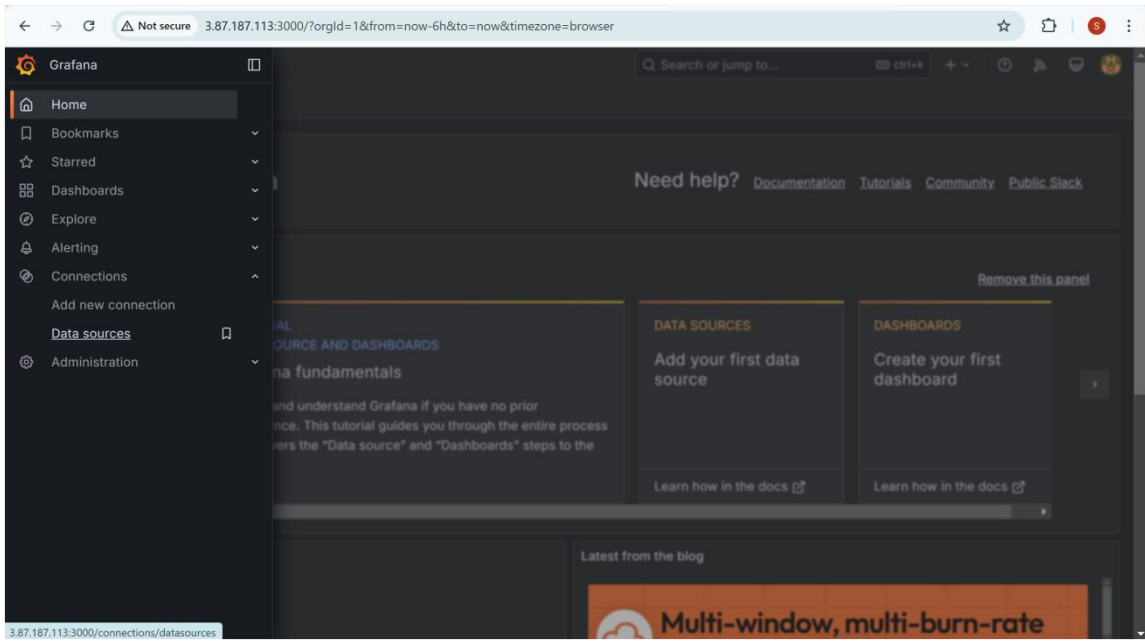 Not secure 3.87.187.113:3000/?orgId=1&from=now-6h&to=now&timezone=browser
S
Grafana
Search or jump to... ctrl+k
Home
Bookmarks
Starred
Dashboards
Explore
Alerting
Connections
Add new connection
Data sources
Administration
Need help? Documentation Tutorials Community Public Slack
Remove this panel
OURCE AND DASHBOARDS
na fundamentals
and understand Grafana if you have no prior
nce. This tutorial guides you through the entire process
vers the "Data source" and "Dashboards" steps to the
DATA SOURCES
Add your first data
source
Learn how in the docs
DASHBOARDS
Create your first
dashboard
Learn how in the docs
Latest from the blog
Multi-window, multi-burn-rate
3.87.187.113:3000/connections/datasources